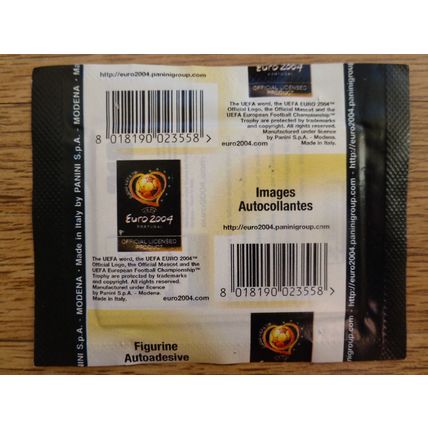 http://euro2004.paninigroup.com
8 018190 023558
PORTUGAL
OFFICIAL LICENSED
PRODUCT
The UEFA word, the UEFA EURO 2004™
Official Logo, the Official Mascot and the
UEFA European Football Championship™
Trophy are protected by trademarks
and copyright. All rights reserved.
Manufactured under licence
by Panini S.p.A. - Modena.
euro2004.com Made in Italy.
EURO 2004
PORTUGAL
OFFICIAL LICENSED
PRODUCT
Images
Autocollantes
http://euro2004.paninigroup.com
The UEFA word, the UEFA EURO 2004™
Official Logo, the Official Mascot and the
UEFA European Football Championship™
Trophy are protected by trademarks
and copyright. All rights reserved.
Manufactured under licence
by Panini S.p.A. - Modena.
Made in Italy. euro2004.com
8 018190 023558 >
Figurine
Autoadesive
NINI S.p.A. - MODENA - Made in Italy by PANINI S.p.A. - MODENA - Ma
http://euro2004.paninigroup.com